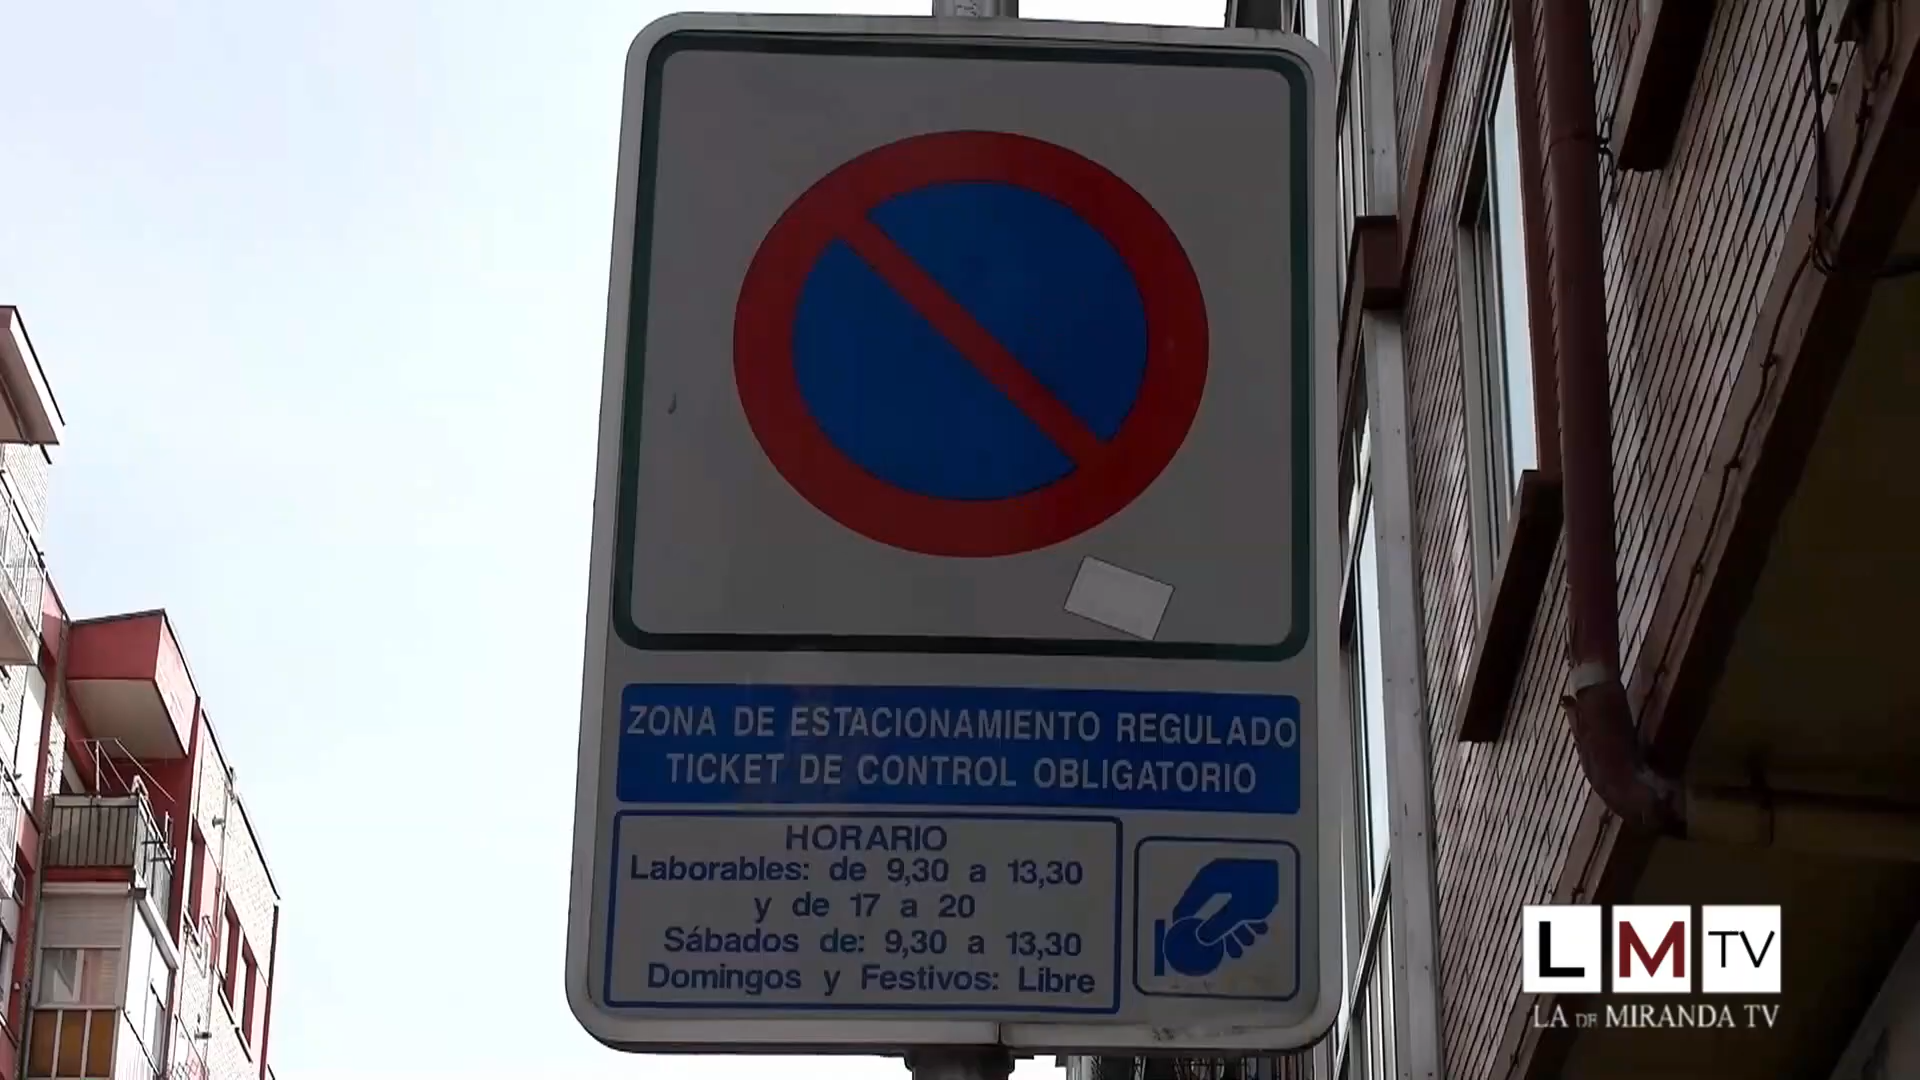 ZONA DE ESTACIONAMIENTO REGULADO
TICKET DE CONTROL OBLIGATORIO
HORARIO
Laborables: de 9,30 a 13,30
y de 17 a 20
Sábados de: 9,30 a 13,30
Domingos y Festivos: Libre
LMTV
LA DE MIRANDA TV